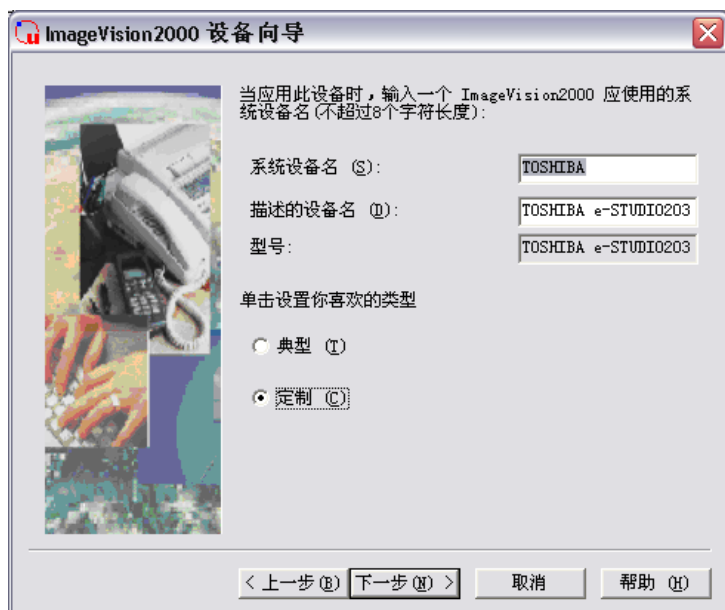 ImageVision2000 设备向导
当应用此设备时，输入一个 ImageVision2000 应使用的系
统设备名(不超过8个字符长度):
系统设备名 (S): TOSHIBA
描述的设备名 (D): TOSHIBA e-STUDIO203
型号: TOSHIBA e-STUDIO203
单击设置你喜欢的类型
典型 (T)
定制 (C)
< 上一步(B) 下一步(N) > 取消 帮助 (H)